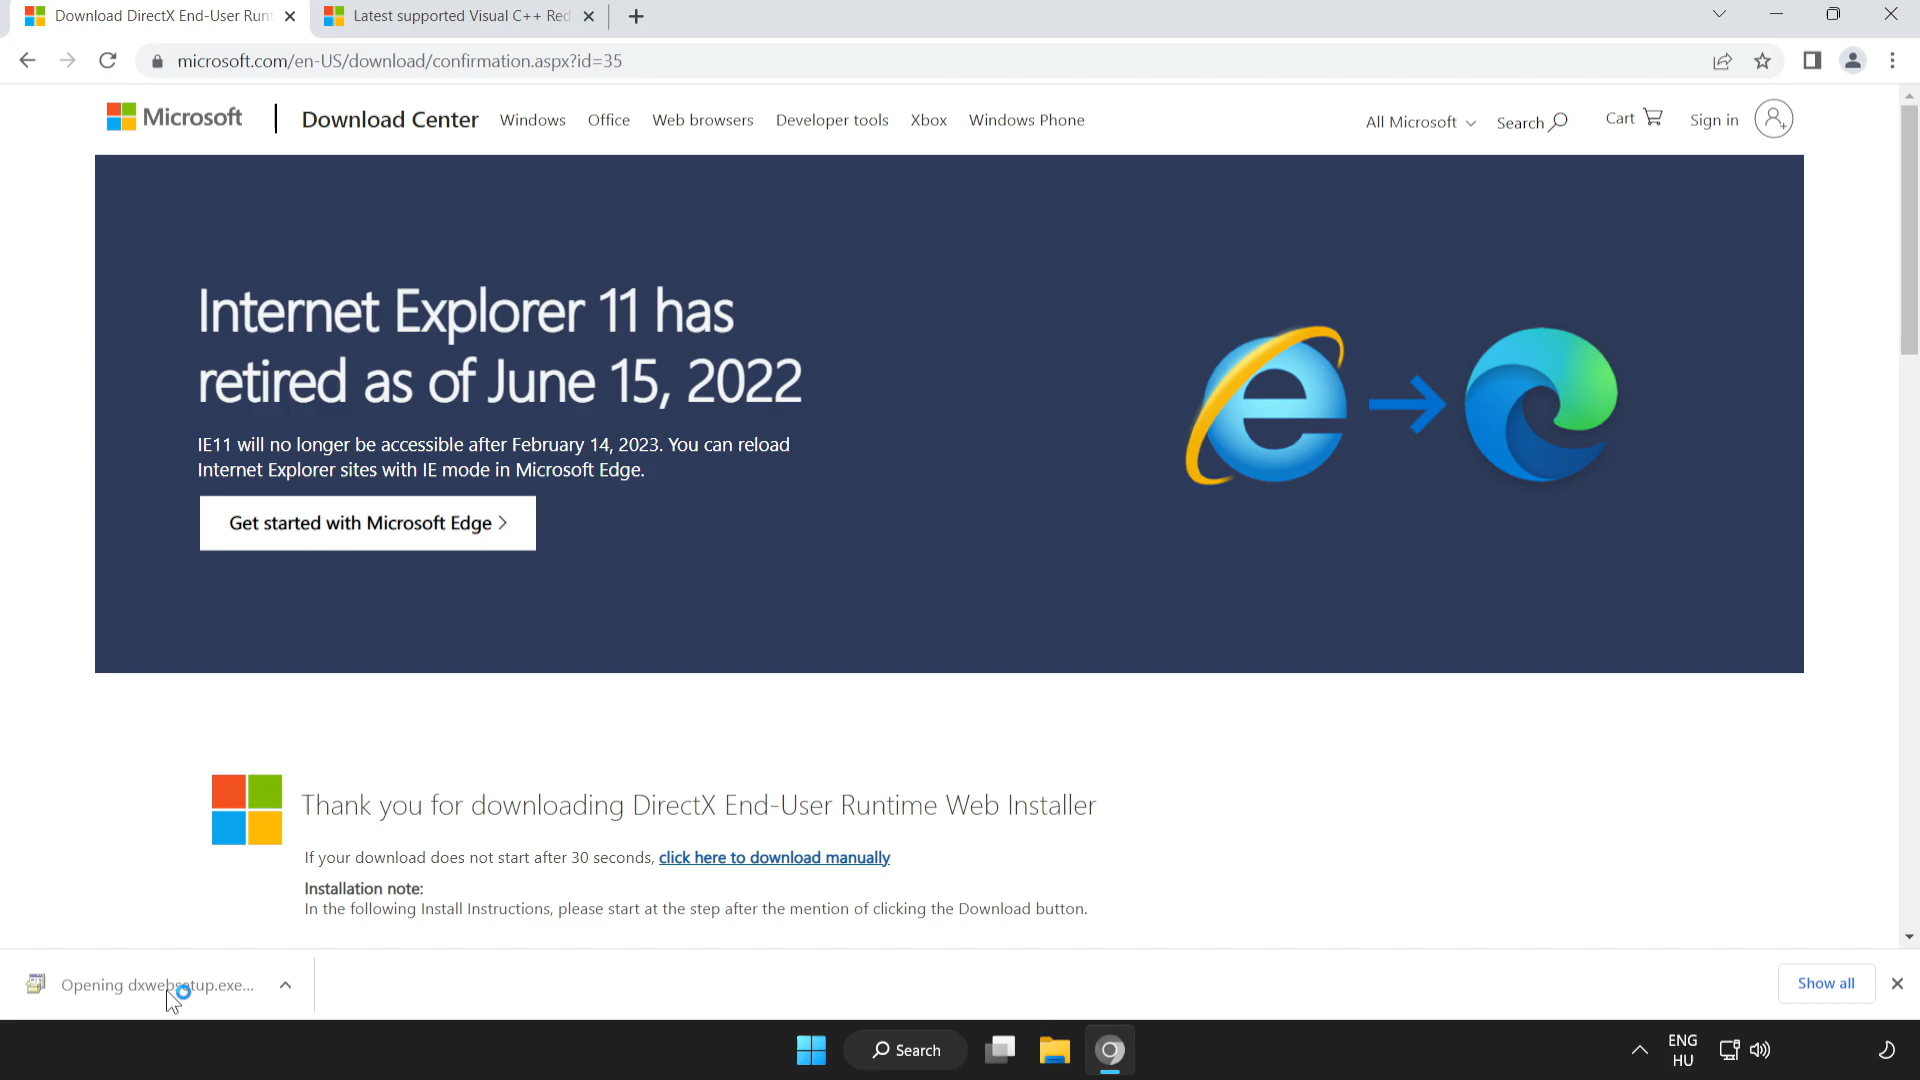 Download DirectX End-User Runt
Latest supported Visual C++ Red
microsoft.com/en-US/download/confirmation.aspx?id=35
Microsoft
Download Center
Windows
Office
Web browsers
Developer tools
Xbox
Windows Phone
All Microsoft
Search
Cart
Sign in
Internet Explorer 11 has
retired as of June 15, 2022
IE11 will no longer be accessible after February 14, 2023. You can reload
Internet Explorer sites with IE mode in Microsoft Edge.
Get started with Microsoft Edge >
Thank you for downloading DirectX End-User Runtime Web Installer
If your download does not start after 30 seconds, click here to download manually
Installation note:
In the following Install Instructions, please start at the step after the mention of clicking the Download button.
Opening dxwebsetup.exe...
Show all
Search
ENG
HU